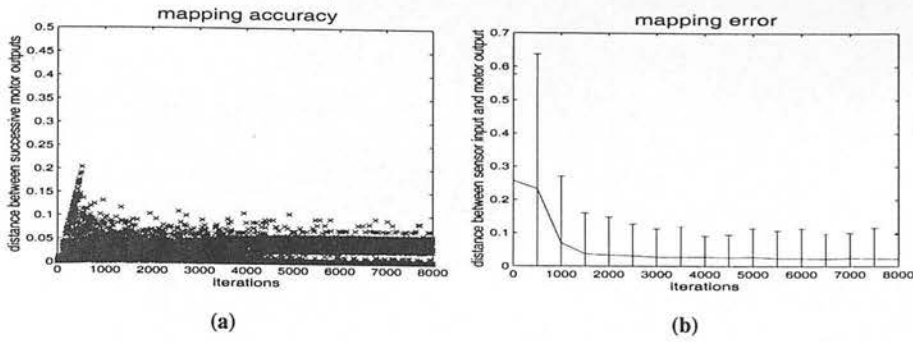 mapping accuracy
distance between successive motor outputs
0.5
0.45
0.4
0.35
0.3
0.25
0.2
0.15
0.1
0.05
0
0 1000 2000 3000 4000 5000 6000 7000 8000
iterations
(a)
mapping error
distance between sensor input and motor output
0.7
0.6
0.5
0.4
0.3
0.2
0.1
0
0 1000 2000 3000 4000 5000 6000 7000 8000
iterations
(b)